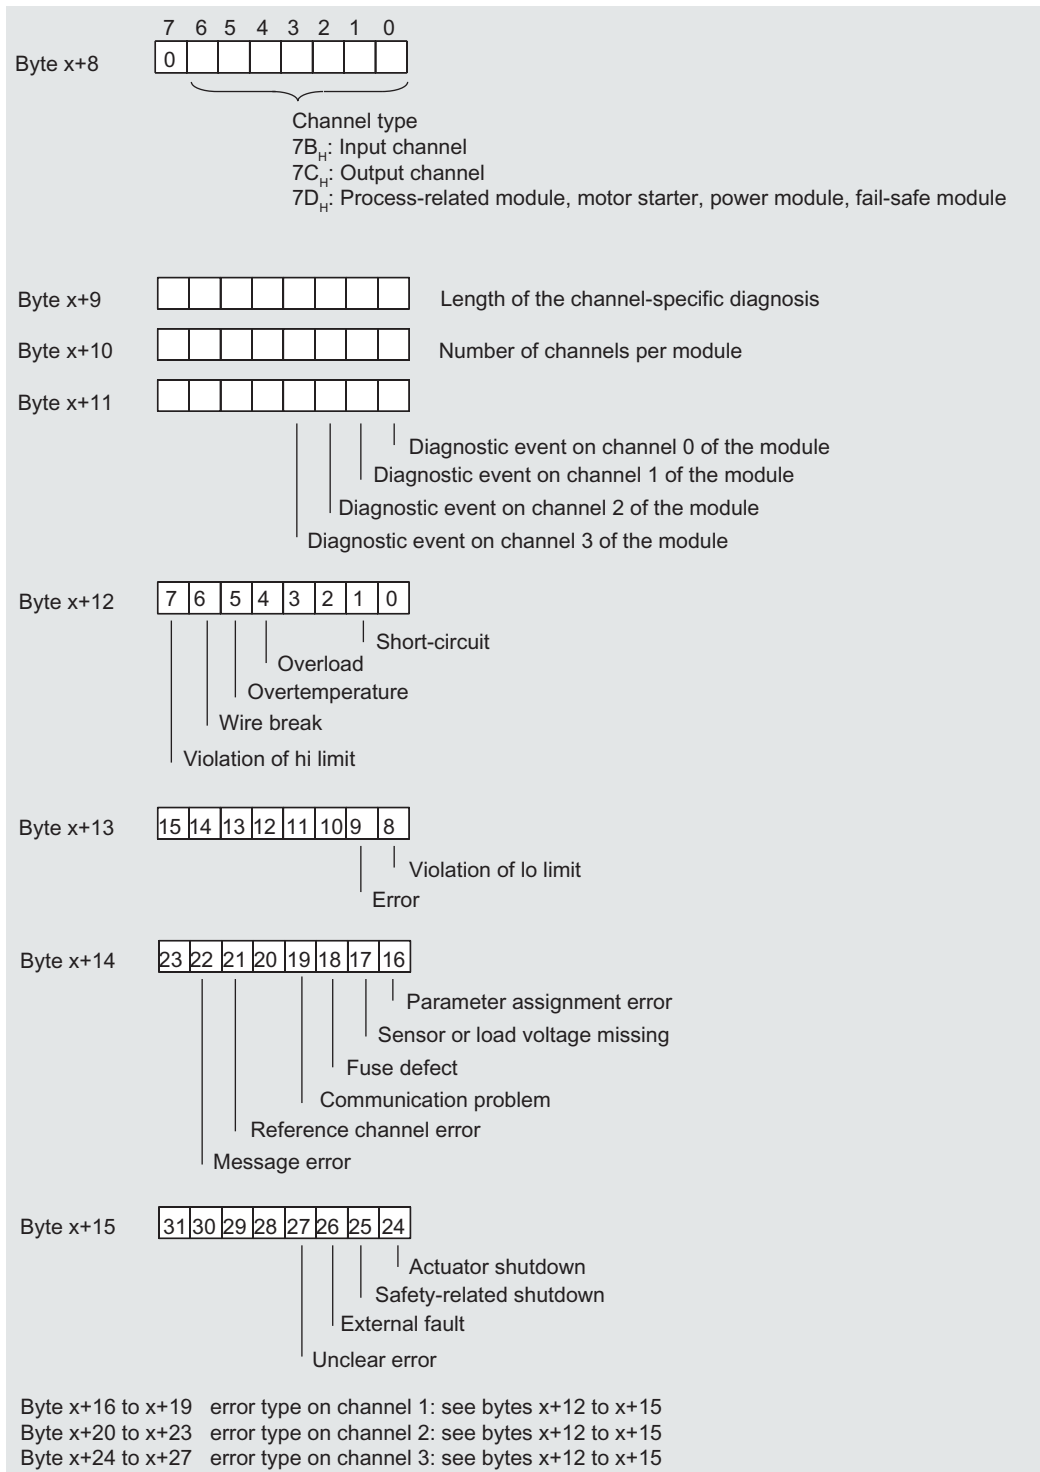 7 6 5 4 3 2 1 0
Byte x+8 0
Channel type
7BH: Input channel
7CH: Output channel
7DH: Process-related module, motor starter, power module, fail-safe module
Byte x+9 Length of the channel-specific diagnosis
Byte x+10 Number of channels per module
Byte x+11
Diagnostic event on channel 0 of the module
Diagnostic event on channel 1 of the module
Diagnostic event on channel 2 of the module
Diagnostic event on channel 3 of the module
Byte x+12 7 6 5 4 3 2 1 0
Short-circuit
Overload
Overtemperature
Wire break
Violation of hi limit
Byte x+13 15 14 13 12 11 10 9 8
Violation of lo limit
Error
Byte x+14 23 22 21 20 19 18 17 16
Parameter assignment error
Sensor or load voltage missing
Fuse defect
Communication problem
Reference channel error
Message error
Byte x+15 31 30 29 28 27 26 25 24
Actuator shutdown
Safety-related shutdown
External fault
Unclear error
Byte x+16 to x+19 error type on channel 1: see bytes x+12 to x+15
Byte x+20 to x+23 error type on channel 2: see bytes x+12 to x+15
Byte x+24 to x+27 error type on channel 3: see bytes x+12 to x+15